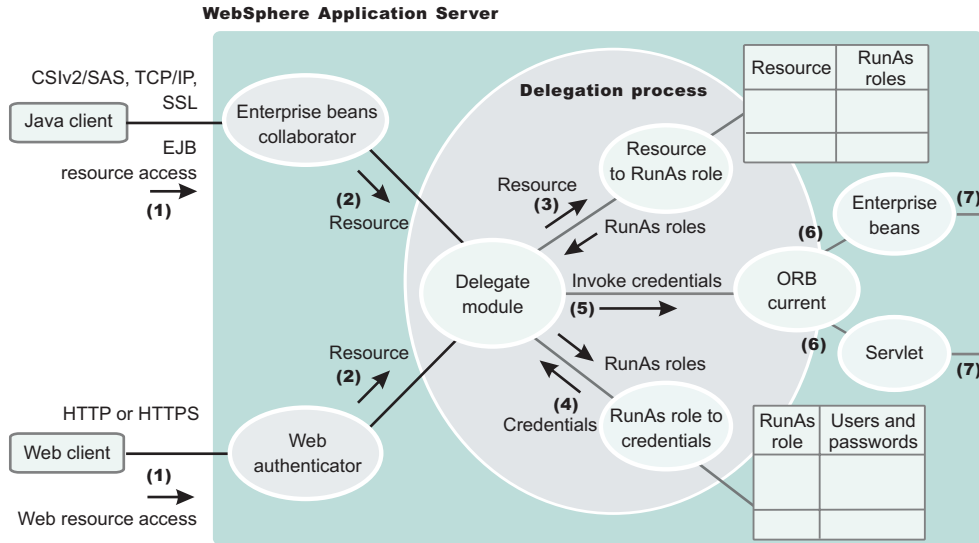 WebSphere Application Server
CSIv2/SAS, TCP/IP,
SSL
Java client
EJB
resource access
(1)
Enterprise beans
collaborator
(2)
Resource
Delegation process
Resource
RunAs
roles
Resource
to RunAs role
Resource
(3)
RunAs roles
Enterprise
beans
(7)
(6)
Delegate
module
Invoke credentials
(5)
ORB
current
(6)
Servlet
(7)
Resource
(2)
RunAs roles
(4)
Credentials
RunAs role to
credentials
RunAs
role
Users and
passwords
HTTP or HTTPS
Web client
(1)
Web resource access
Web
authenticator